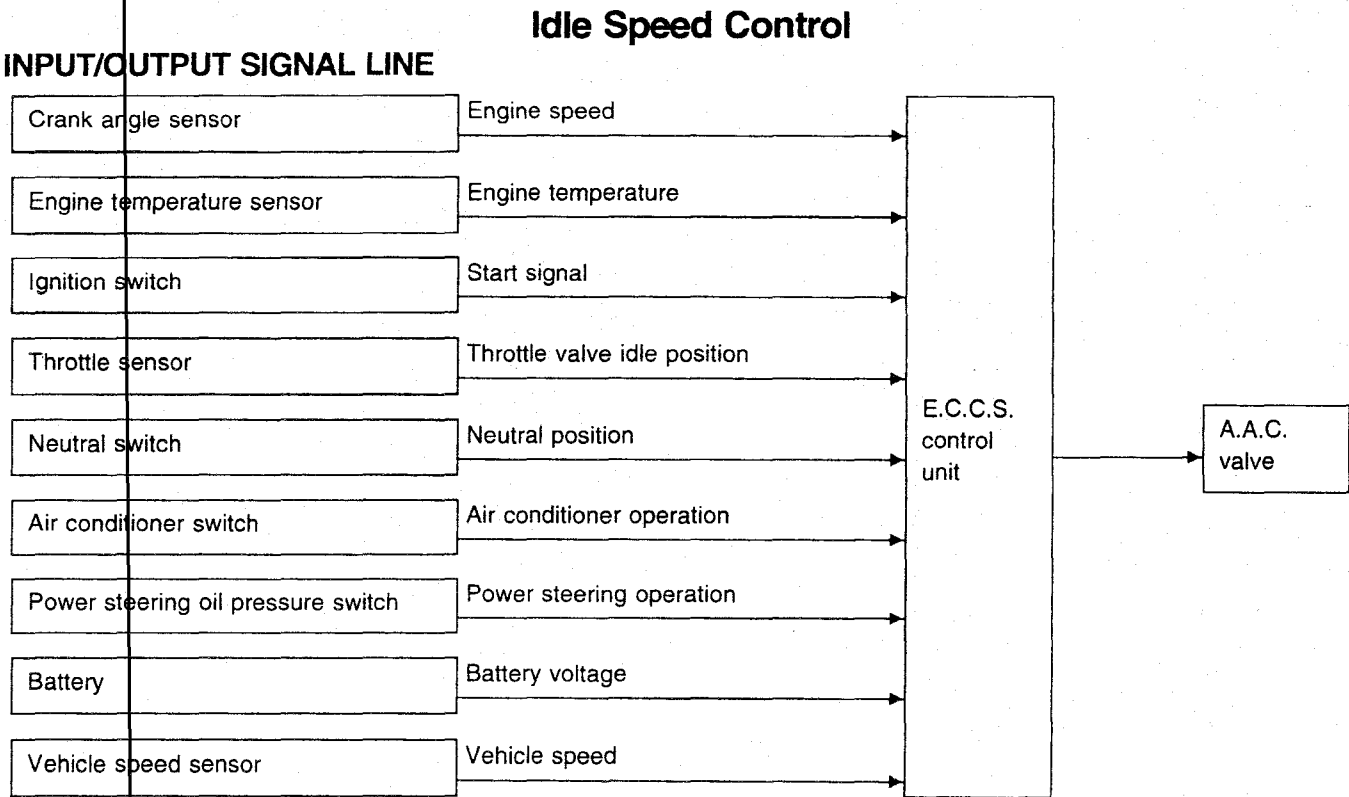 Idle Speed Control
INPUT/OUTPUT SIGNAL LINE
Crank angle sensor
Engine speed
Engine temperature sensor
Engine temperature
Ignition switch
Start signal
Throttle sensor
Throttle valve idle position
Neutral switch
Neutral position
Air conditioner switch
Air conditioner operation
Power steering oil pressure switch
Power steering operation
Battery
Battery voltage
Vehicle speed sensor
Vehicle speed
E.C.C.S.
control
unit
A.A.C.
valve